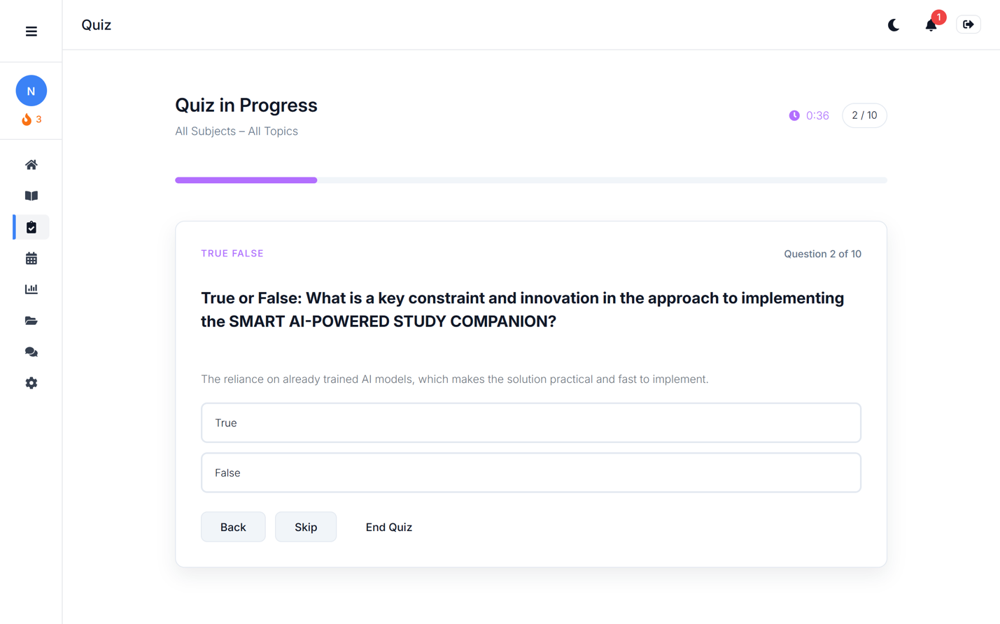 Quiz
1
N
3
Quiz in Progress
All Subjects – All Topics
0:36
2 / 10
TRUE FALSE
Question 2 of 10
True or False: What is a key constraint and innovation in the approach to implementing
the SMART AI-POWERED STUDY COMPANION?
The reliance on already trained AI models, which makes the solution practical and fast to implement.
True
False
Back
Skip
End Quiz